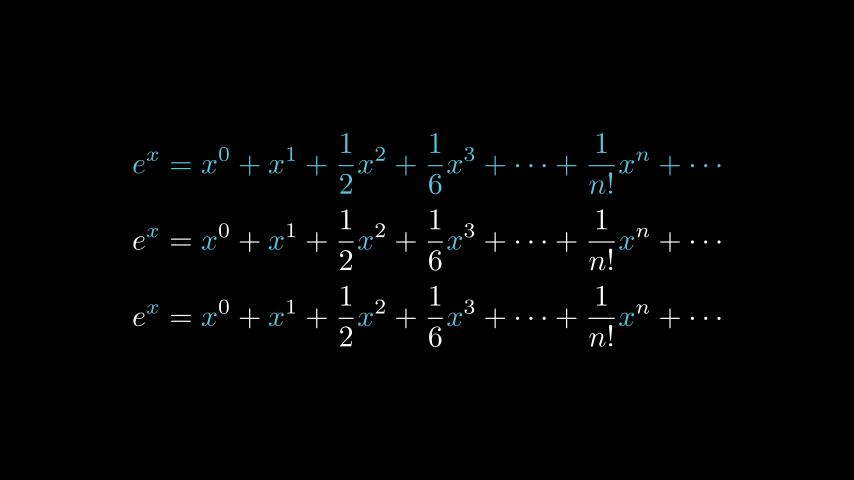 e^x = x^0 + x^1 + \frac{1}{2}x^2 + \frac{1}{6}x^3 + \cdots + \frac{1}{n!}x^n + \cdots
e^x = x^0 + x^1 + \frac{1}{2}x^2 + \frac{1}{6}x^3 + \cdots + \frac{1}{n!}x^n + \cdots
e^x = x^0 + x^1 + \frac{1}{2}x^2 + \frac{1}{6}x^3 + \cdots + \frac{1}{n!}x^n + \cdots